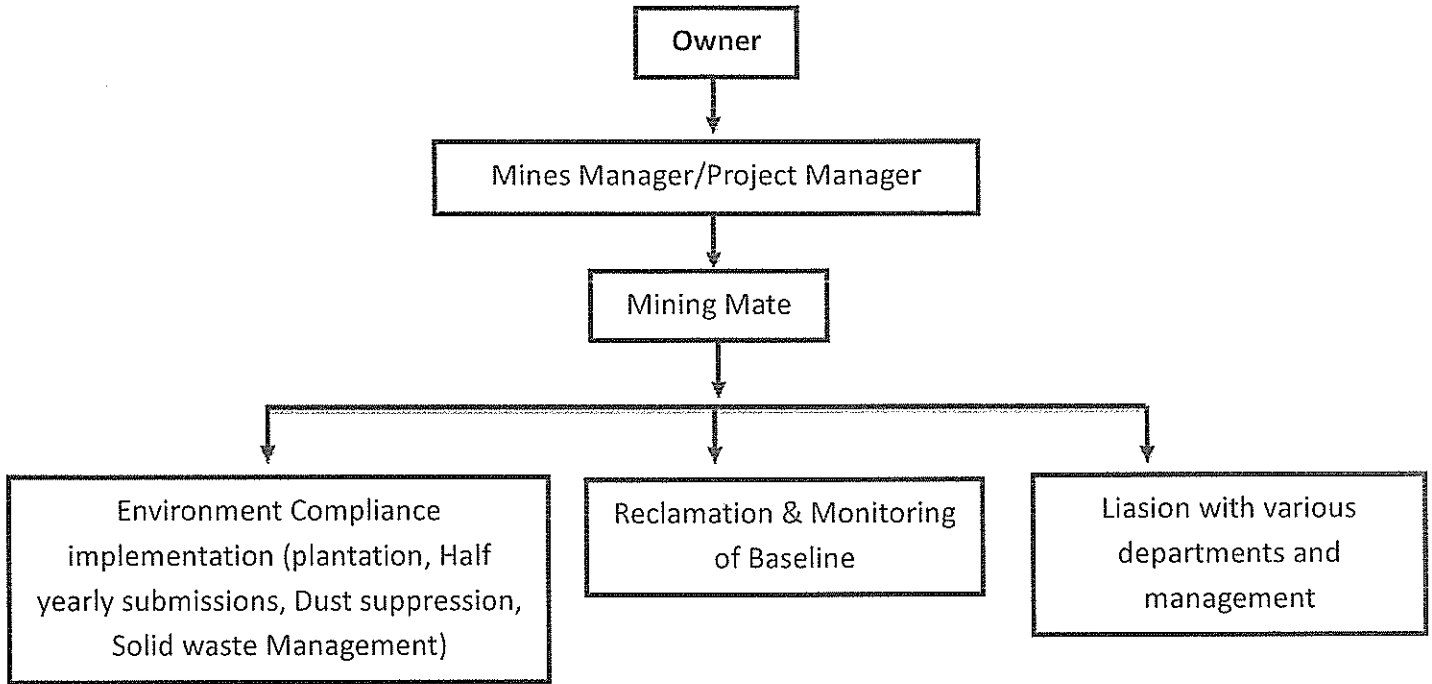 Owner
Mines Manager/Project Manager
Mining Mate
Environment Compliance
implementation (plantation, Half
yearly submissions, Dust suppression,
Solid waste Management)
Reclamation & Monitoring
of Baseline
Liasion with various
departments and
management